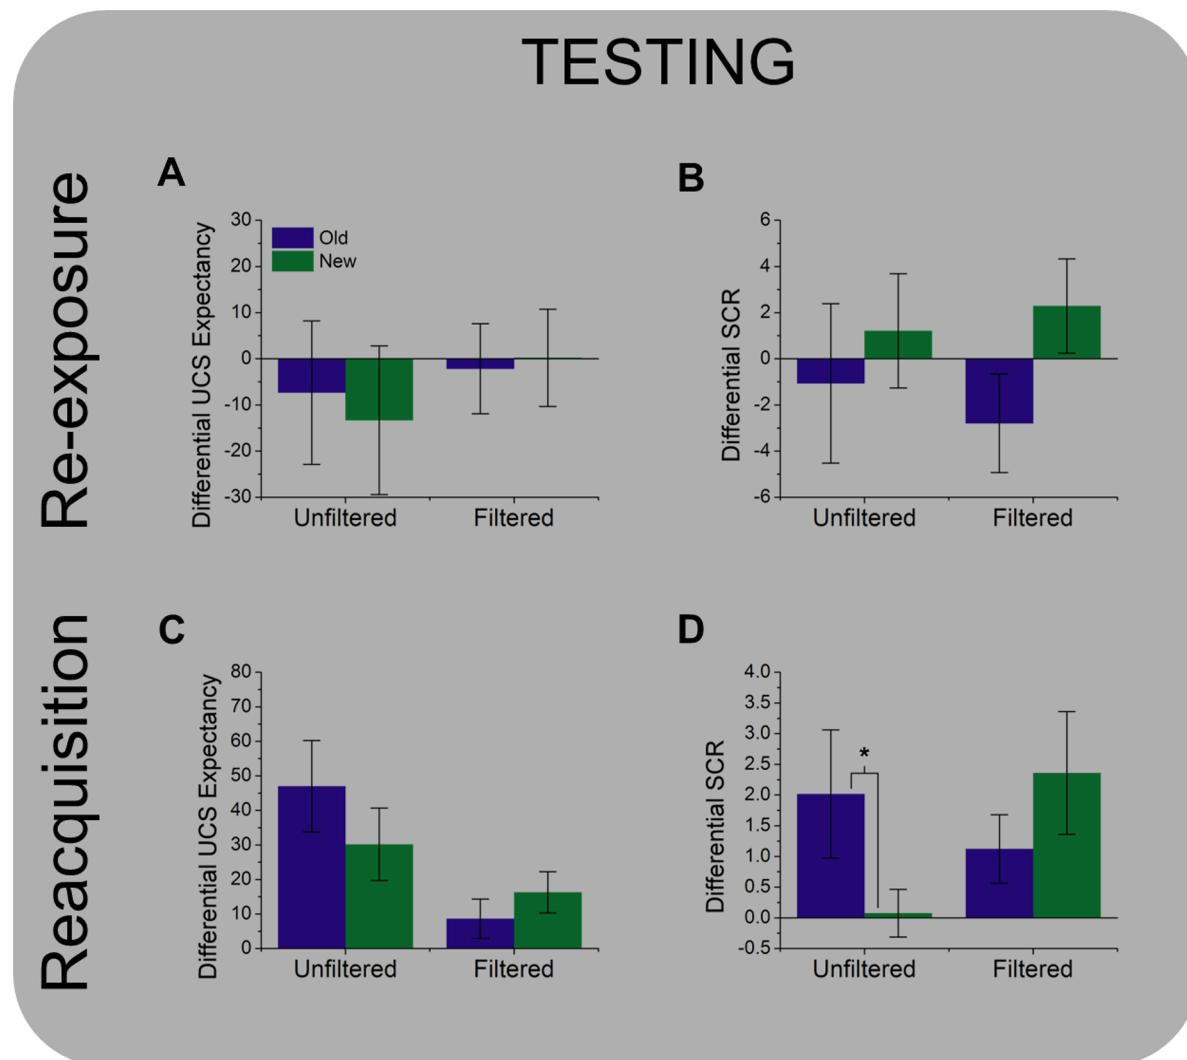 TESTING
Re-exposure
A
Differential UCS Expectancy
30
20
10
0
-10
-20
-30
Old
New
Unfiltered
Filtered
B
Differential SCR
6
4
2
0
-2
-4
-6
Unfiltered
Filtered
Reacquisition
C
Differential UCS Expectancy
80
70
60
50
40
30
20
10
0
Unfiltered
Filtered
D
Differential SCR
4.0
3.5
3.0
2.5
2.0
1.5
1.0
0.5
0.0
-0.5
*
Unfiltered
Filtered